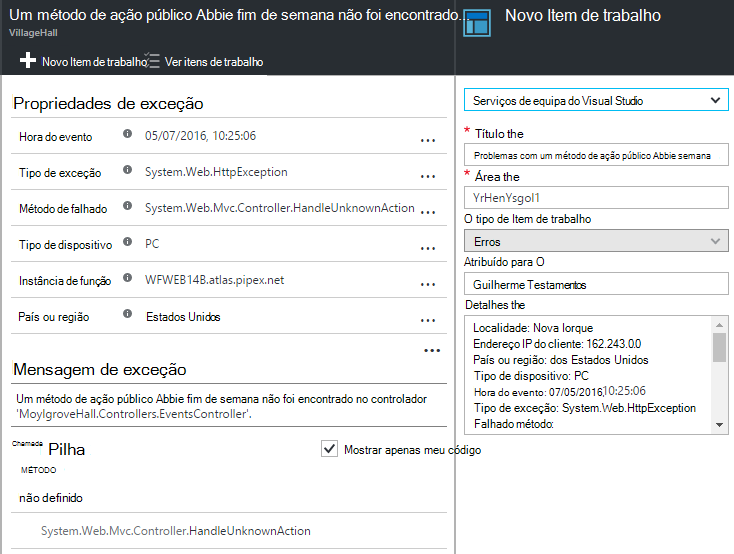 Um método de ação público Abbie fim de semana não foi encontrado...
VillageHall
Novo Item de trabalho
Ver itens de trabalho
Propriedades de exceção
Hora do evento
05/07/2016, 10:25:06
...
Tipo de exceção
System.Web.HttpException
...
Método de falhado
System.Web.Mvc.Controller.HandleUnknownAction
...
Tipo de dispositivo
PC
...
Instância de função
WFWEB14B.atlas.pipex.net
...
País ou região
Estados Unidos
...
...
Mensagem de exceção
Um método de ação público Abbie fim de semana não foi encontrado no controlador
'MoylgroveHall.Controllers.EventsController'.
Chamada Pilha
Mostrar apenas meu código
MÉTODO
não definido
System.Web.Mvc.Controller.HandleUnknownAction
Novo Item de trabalho
Serviços de equipa do Visual Studio
* Título the
Problemas com um método de ação público Abbie semana
* Área the
YrHenYsgol1
O tipo de Item de trabalho
Erros
Atribuído para O
Guilherme Testamentos
Detalhes the
Localidade: Nova Iorque
Endereço IP do cliente: 162.243.0.0
País ou região: dos Estados Unidos
Tipo de dispositivo: PC
Hora do evento: 07/05/2016,10:25:06
Tipo de exceção: System.Web.HttpException
Falhado método: